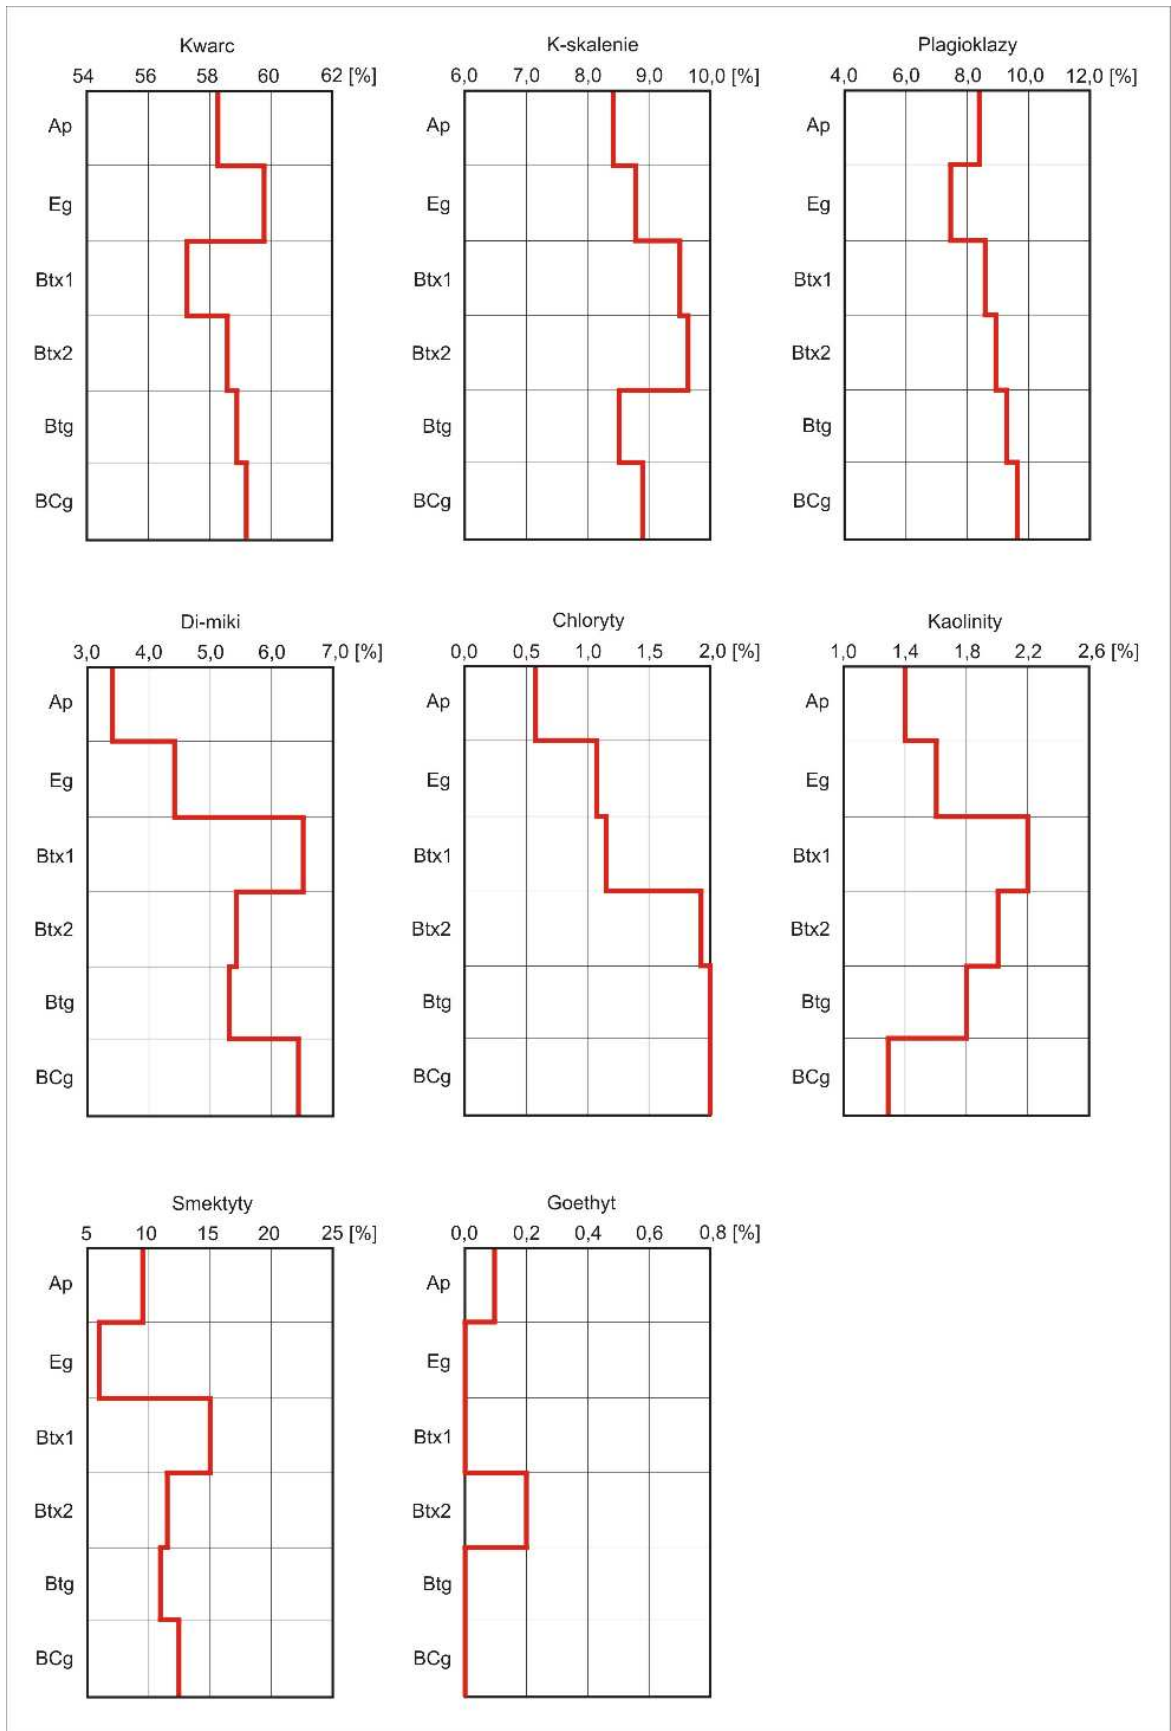 Kwarc
54 56 58 60 62 [%]
Ap
Eg
Btx1
Btx2
Btg
BCg
K-skalenie
6,0 7,0 8,0 9,0 10,0 [%]
Ap
Eg
Btx1
Btx2
Btg
BCg
Plagioklazy
4,0 6,0 8,0 10,0 12,0 [%]
Ap
Eg
Btx1
Btx2
Btg
BCg
Di-miki
3,0 4,0 5,0 6,0 7,0 [%]
Ap
Eg
Btx1
Btx2
Btg
BCg
Chloryty
0,0 0,5 1,0 1,5 2,0 [%]
Ap
Eg
Btx1
Btx2
Btg
BCg
Kaolinity
1,0 1,4 1,8 2,2 2,6 [%]
Ap
Eg
Btx1
Btx2
Btg
BCg
Smektyty
5 10 15 20 25 [%]
Ap
Eg
Btx1
Btx2
Btg
BCg
Goethyt
0,0 0,2 0,4 0,6 0,8 [%]
Ap
Eg
Btx1
Btx2
Btg
BCg